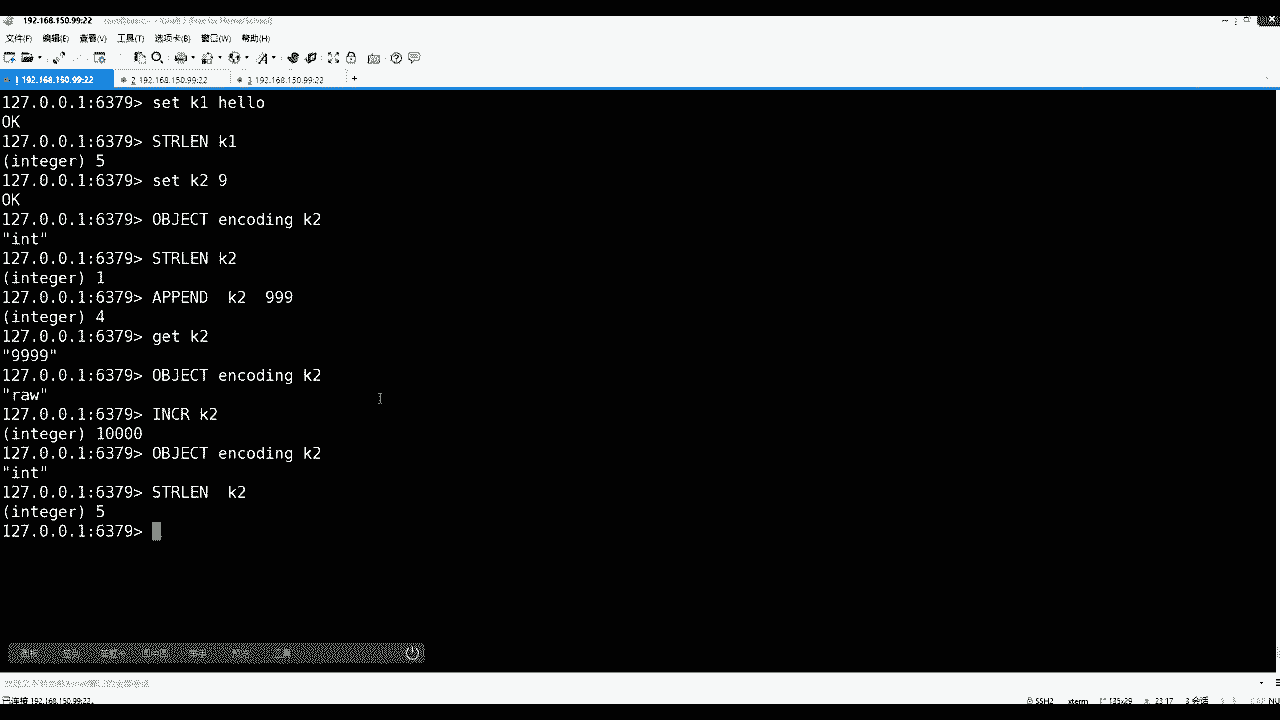 192.168.150.99:22
文件(F) 编辑(E) 查看(V) 工具(T) 选项卡(B) 窗口(W) 帮助(H)
1 192.168.150.99:22 2 192.168.150.99:22 3 192.168.150.99:22 +
127.0.0.1:6379> set k1 hello
OK
127.0.0.1:6379> STRLEN k1
(integer) 5
127.0.0.1:6379> set k2 9
OK
127.0.0.1:6379> OBJECT encoding k2
"int"
127.0.0.1:6379> STRLEN k2
(integer) 1
127.0.0.1:6379> APPEND  k2  999
(integer) 4
127.0.0.1:6379> get k2
"9999"
127.0.0.1:6379> OBJECT encoding k2
"raw"
127.0.0.1:6379> INCR k2
(integer) 10000
127.0.0.1:6379> OBJECT encoding k2
"int"
127.0.0.1:6379> STRLEN  k2
(integer) 5
127.0.0.1:6379>
已连接 192.168.150.99:22。 SSH2 xterm 135x29 23,17 3 会话 NU